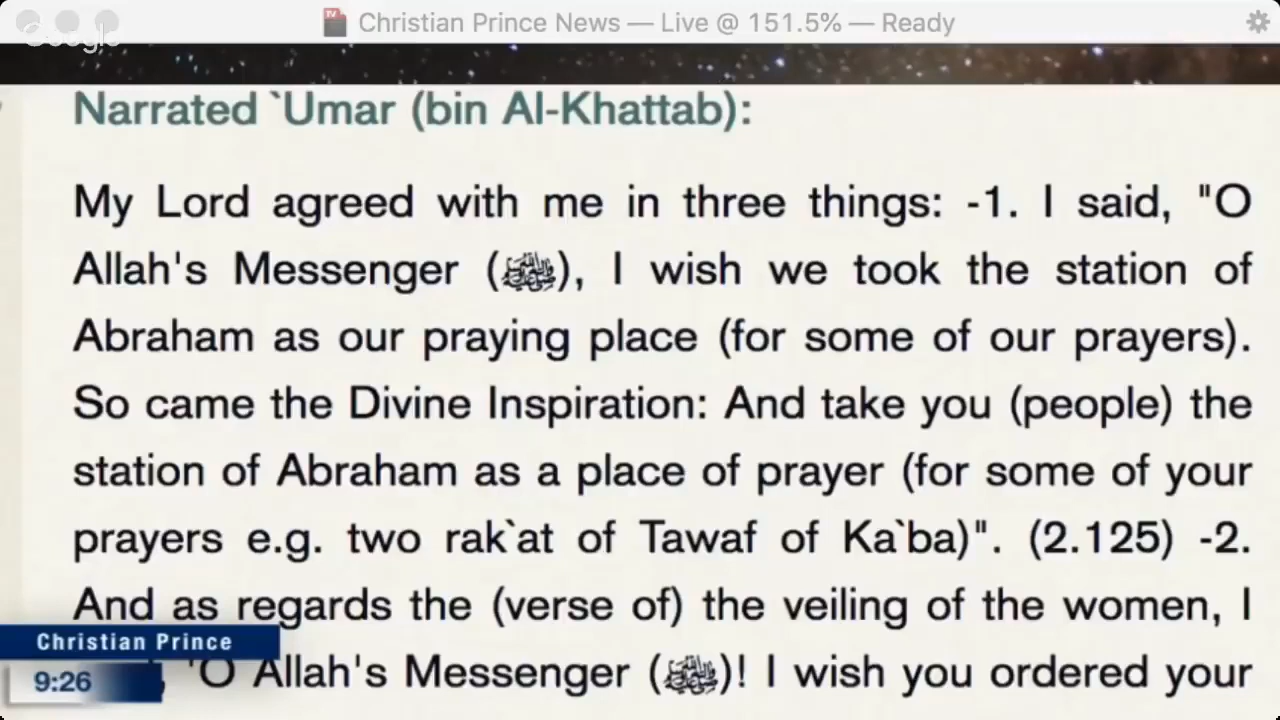 Christian Prince News — Live @ 151.5% — Ready
Google
Narrated `Umar (bin Al-Khattab):
My Lord agreed with me in three things: -1. I said, "O
Allah's Messenger (ﷺ), I wish we took the station of
Abraham as our praying place (for some of our prayers).
So came the Divine Inspiration: And take you (people) the
station of Abraham as a place of prayer (for some of your
prayers e.g. two rak`at of Tawaf of Ka`ba)". (2.125) -2.
And as regards the (verse of) the veiling of the women, I
'O Allah's Messenger (ﷺ)! I wish you ordered your
Christian Prince
9:26